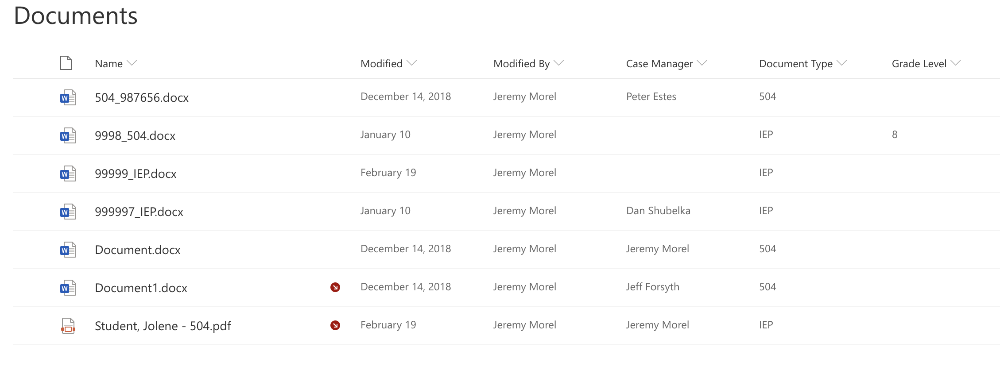 Documents
Name Modified Modified By Case Manager Document Type Grade Level
504_987656.docx December 14, 2018 Jeremy Morel Peter Estes 504
9998_504.docx January 10 Jeremy Morel IEP 8
99999_IEP.docx February 19 Jeremy Morel IEP
999997_IEP.docx January 10 Jeremy Morel Dan Shubelka IEP
Document.docx December 14, 2018 Jeremy Morel Jeremy Morel 504
Document1.docx December 14, 2018 Jeremy Morel Jeff Forsyth 504
Student, Jolene - 504.pdf February 19 Jeremy Morel Jeremy Morel IEP